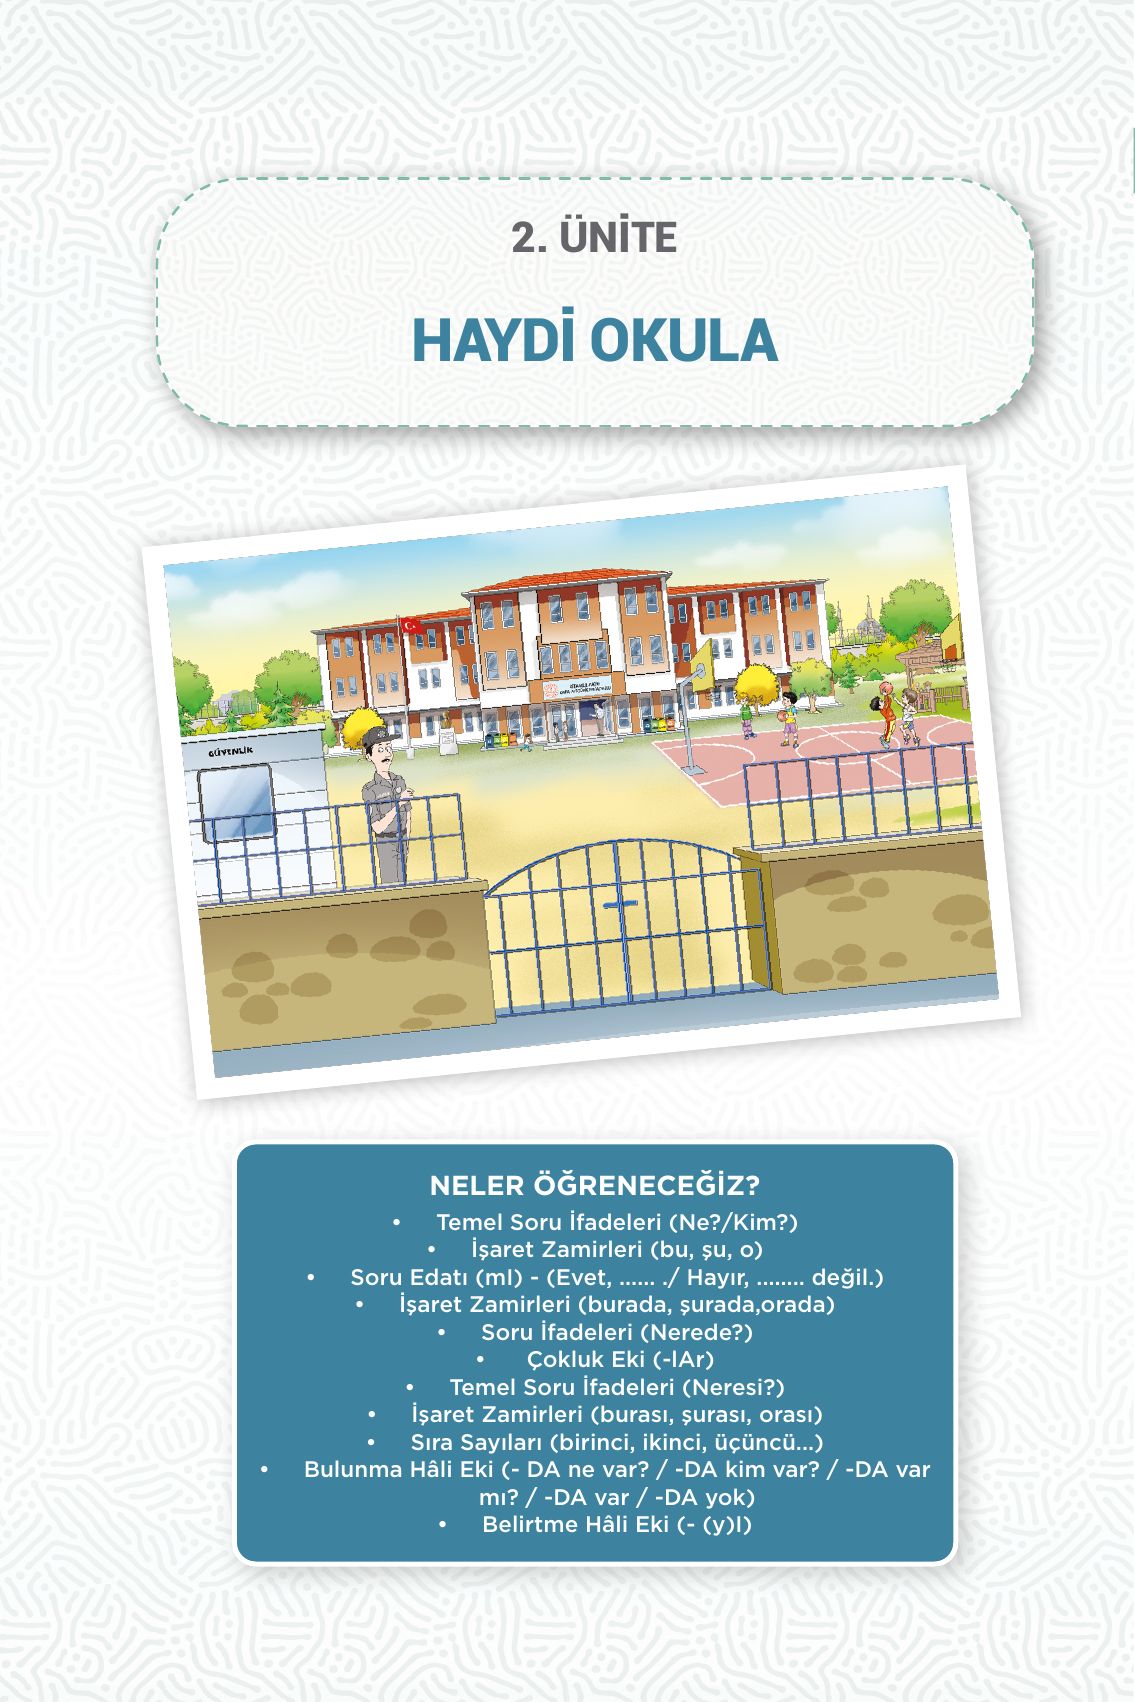 2. ÜNİTE
HAYDİ OKULA
GÜVENLİK
NELER ÖĞRENECEĞİZ?
• Temel Soru İfadeleri (Ne?/Kim?)
• İşaret Zamirleri (bu, şu, o)
• Soru Edatı (mI) - (Evet, ...... ./ Hayır, ........ değil.)
• İşaret Zamirleri (burada, şurada,orada)
• Soru İfadeleri (Nerede?)
• Çokluk Eki (-lAr)
• Temel Soru İfadeleri (Neresi?)
• İşaret Zamirleri (burası, şurası, orası)
• Sıra Sayıları (birinci, ikinci, üçüncü...)
• Bulunma Hâli Eki (- DA ne var? / -DA kim var? / -DA var
mı? / -DA var / -DA yok)
• Belirtme Hâli Eki (- (y)I)